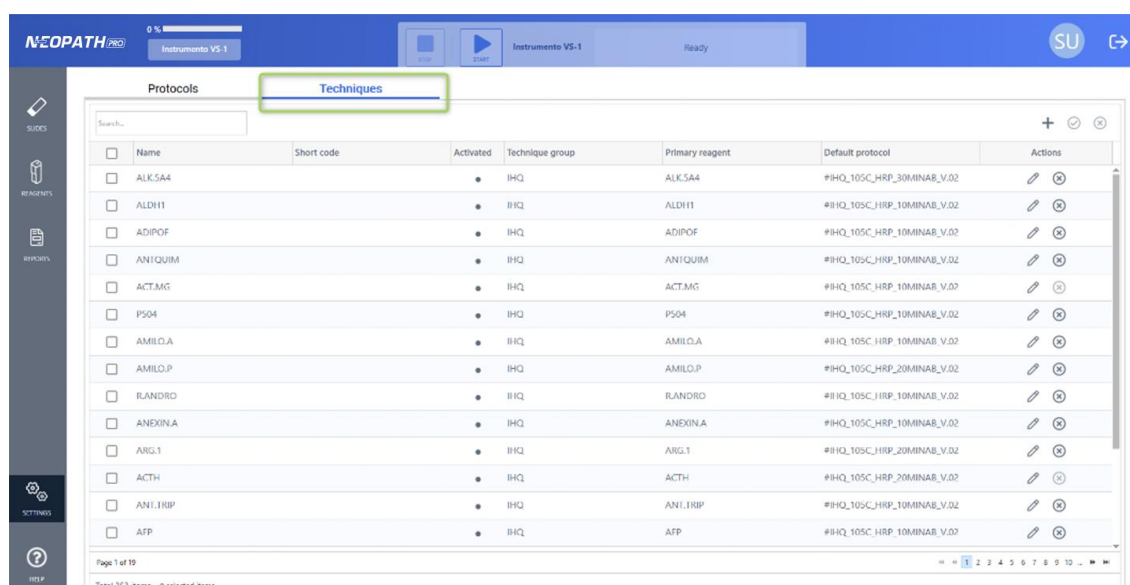 NEOPATH PRO
0 %
Instrumento VS-1
STOP
START
Instrumento VS-1
Ready
SU
SLIDES
REAGENTS
REPORTS
SETTINGS
HELP
Protocols Techniques
Search...
Name Short code Activated Technique group Primary reagent Default protocol Actions
ALK.5A4 IHQ ALK.5A4 #IHQ_105C_HRP_30MINAB_V.02
ALDH1 IHQ ALDH1 #IHQ_105C_HRP_10MINAB_V.02
ADIPOF IHQ ADIPOF #IHQ_105C_HRP_10MINAB_V.02
ANTQUIM IHQ ANTQUIM #IHQ_105C_HRP_10MINAB_V.02
ACT.MG IHQ ACT.MG #IHQ_105C_HRP_10MINAB_V.02
P504 IHQ P504 #IHQ_105C_HRP_10MINAB_V.02
AMILO.A IHQ AMILO.A #IHQ_105C_HRP_10MINAB_V.02
AMILO.P IHQ AMILO.P #IHQ_105C_HRP_20MINAB_V.02
R.ANDRO IHQ R.ANDRO #IHQ_105C_HRP_20MINAB_V.02
ANEXIN.A IHQ ANEXIN.A #IHQ_105C_HRP_10MINAB_V.02
ARG.1 IHQ ARG.1 #IHQ_105C_HRP_20MINAB_V.02
ACTH IHQ ACTH #IHQ_105C_HRP_20MINAB_V.02
ANT.TRIP IHQ ANT.TRIP #IHQ_105C_HRP_10MINAB_V.02
AFP IHQ AFP #IHQ_105C_HRP_10MINAB_V.02
Page 1 of 19 1 2 3 4 5 6 7 8 9 10 ...